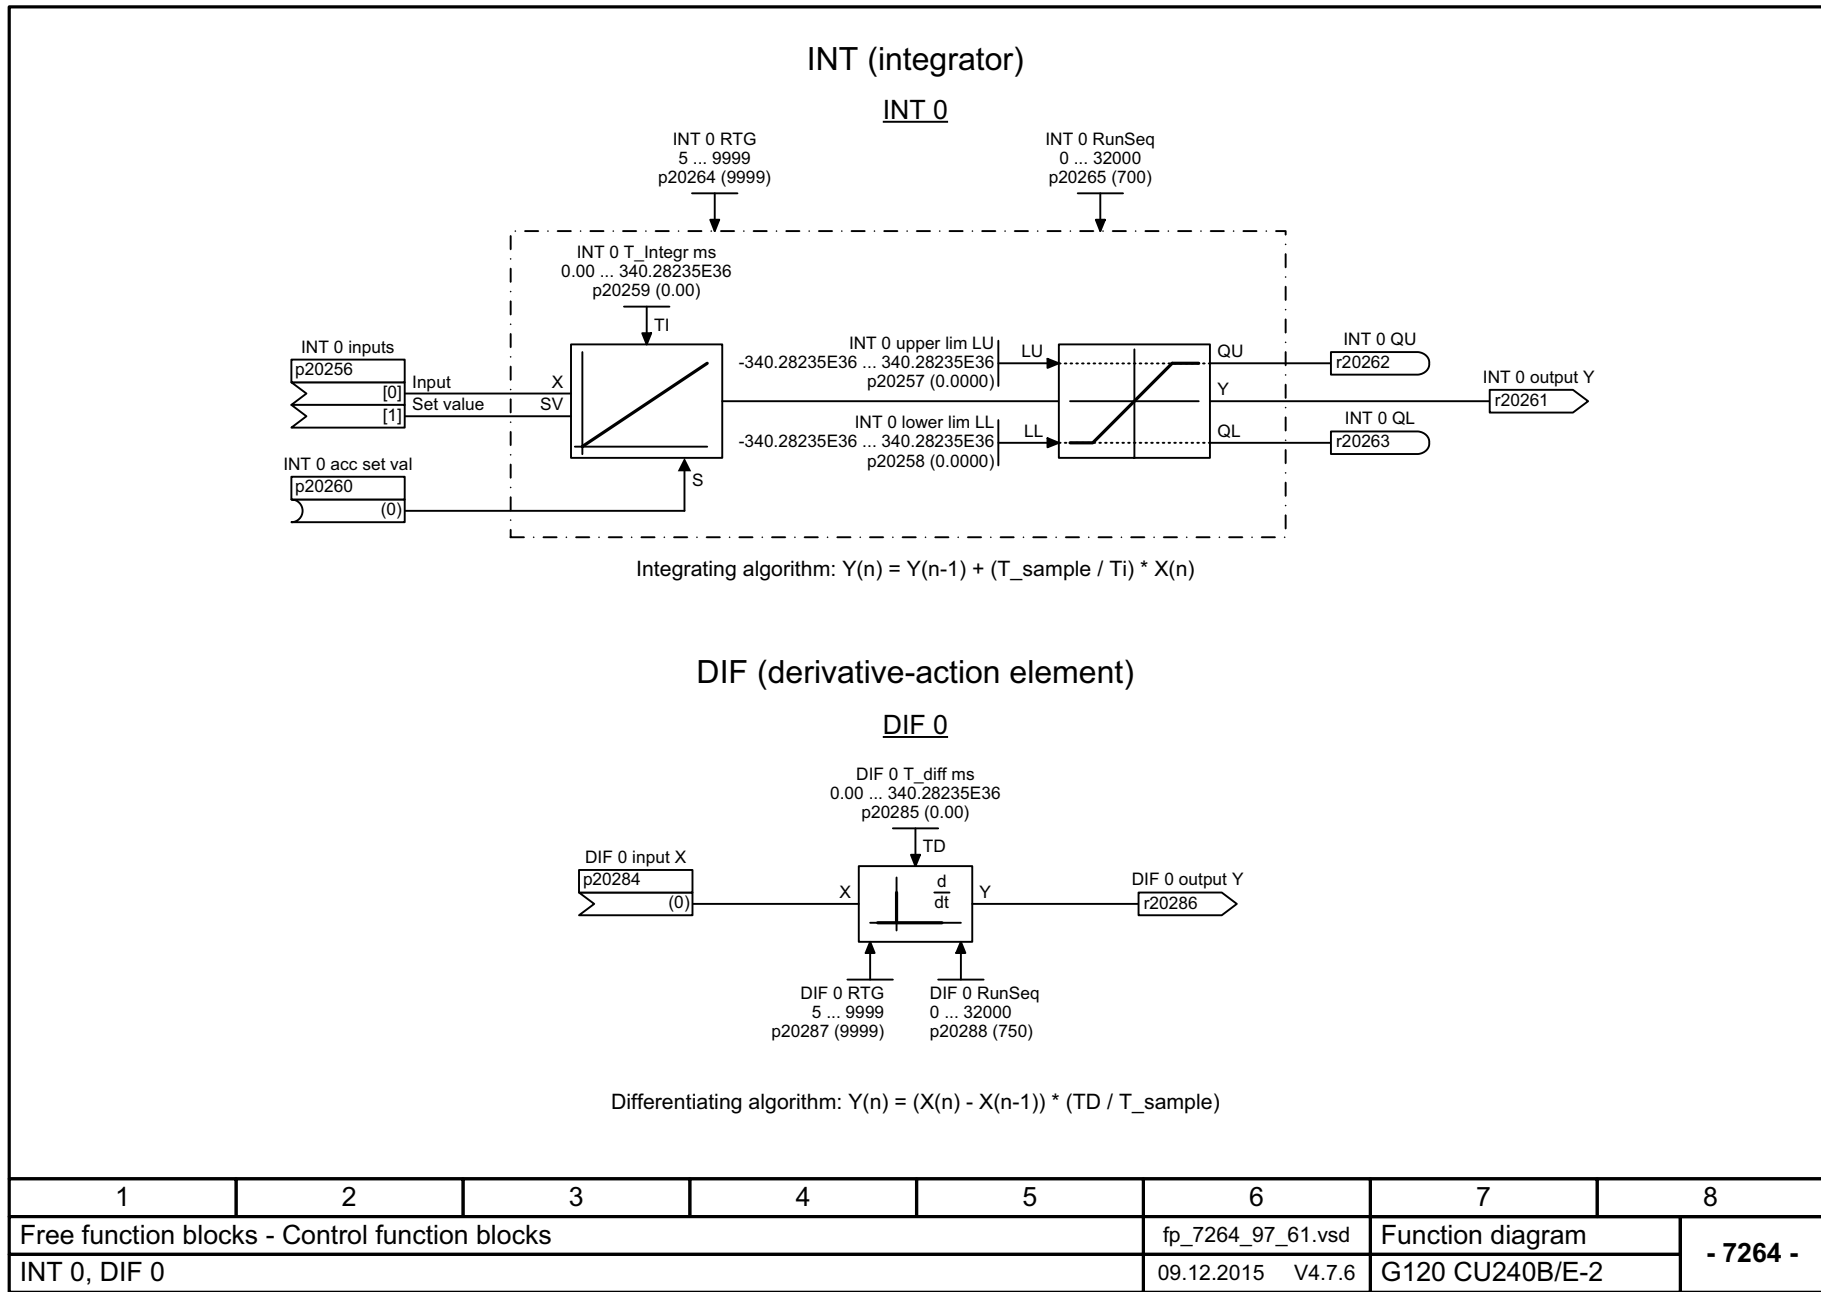 INT (integrator)
INT 0
INT 0 RTG
5 ... 9999
p20264 (9999)
INT 0 RunSeq
0 ... 32000
p20265 (700)
INT 0 T_Integr ms
0.00 ... 340.28235E36
p20259 (0.00)
TI
INT 0 inputs
p20256
[0]
[1]
Input
Set value
X
SV
INT 0 acc set val
p20260
(0)
S
INT 0 upper lim LU
-340.28235E36 ... 340.28235E36
p20257 (0.0000)
LU
INT 0 lower lim LL
-340.28235E36 ... 340.28235E36
p20258 (0.0000)
LL
QU
Y
QL
INT 0 QU
r20262
INT 0 output Y
r20261
INT 0 QL
r20263
Integrating algorithm: Y(n) = Y(n-1) + (T_sample / Ti) * X(n)
DIF (derivative-action element)
DIF 0
DIF 0 T_diff ms
0.00 ... 340.28235E36
p20285 (0.00)
TD
DIF 0 input X
p20284
(0)
X
d
dt
Y
DIF 0 output Y
r20286
DIF 0 RTG
5 ... 9999
p20287 (9999)
DIF 0 RunSeq
0 ... 32000
p20288 (750)
Differentiating algorithm: Y(n) = (X(n) - X(n-1)) * (TD / T_sample)
1 2 3 4 5 6 7 8
Free function blocks - Control function blocks
fp_7264_97_61.vsd
Function diagram
- 7264 -
INT 0, DIF 0
09.12.2015 V4.7.6
G120 CU240B/E-2